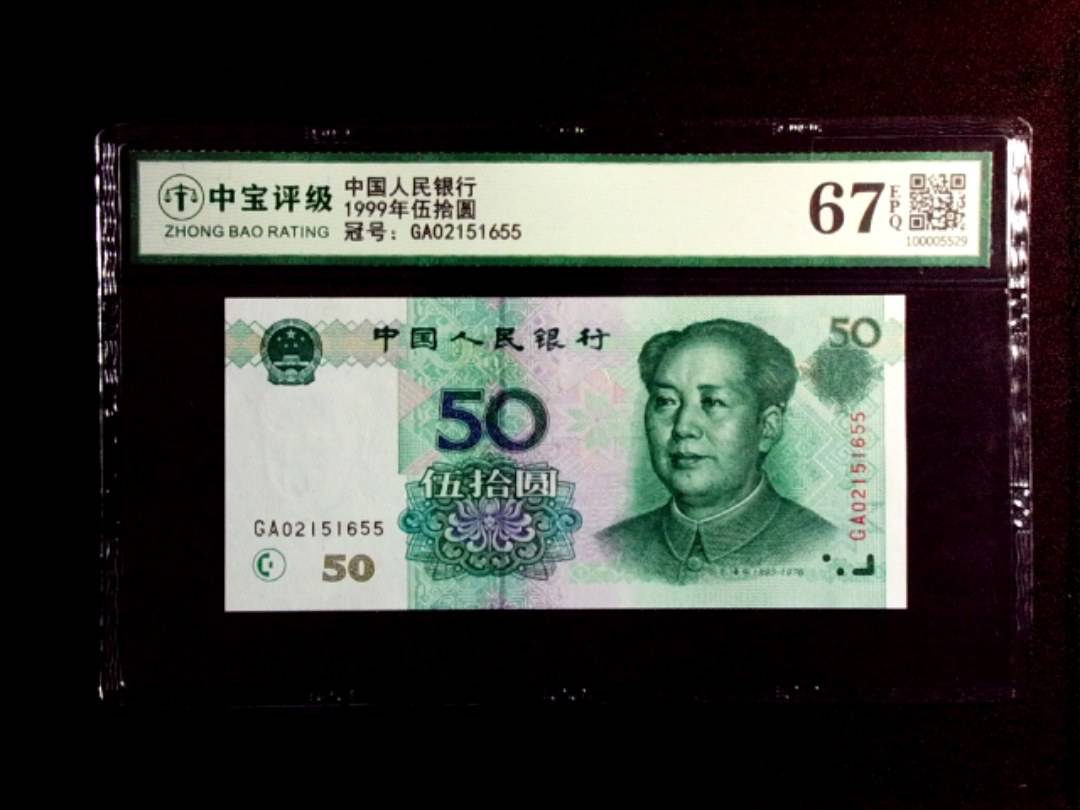 中宝评级
ZHONG BAO RATING
中国人民银行
1999年伍拾圆
冠号：GA02151655
67
EPQ
100005529
中国人民银行
50
50
伍拾圆
GA02151655
GA02151655
50
1893-1976